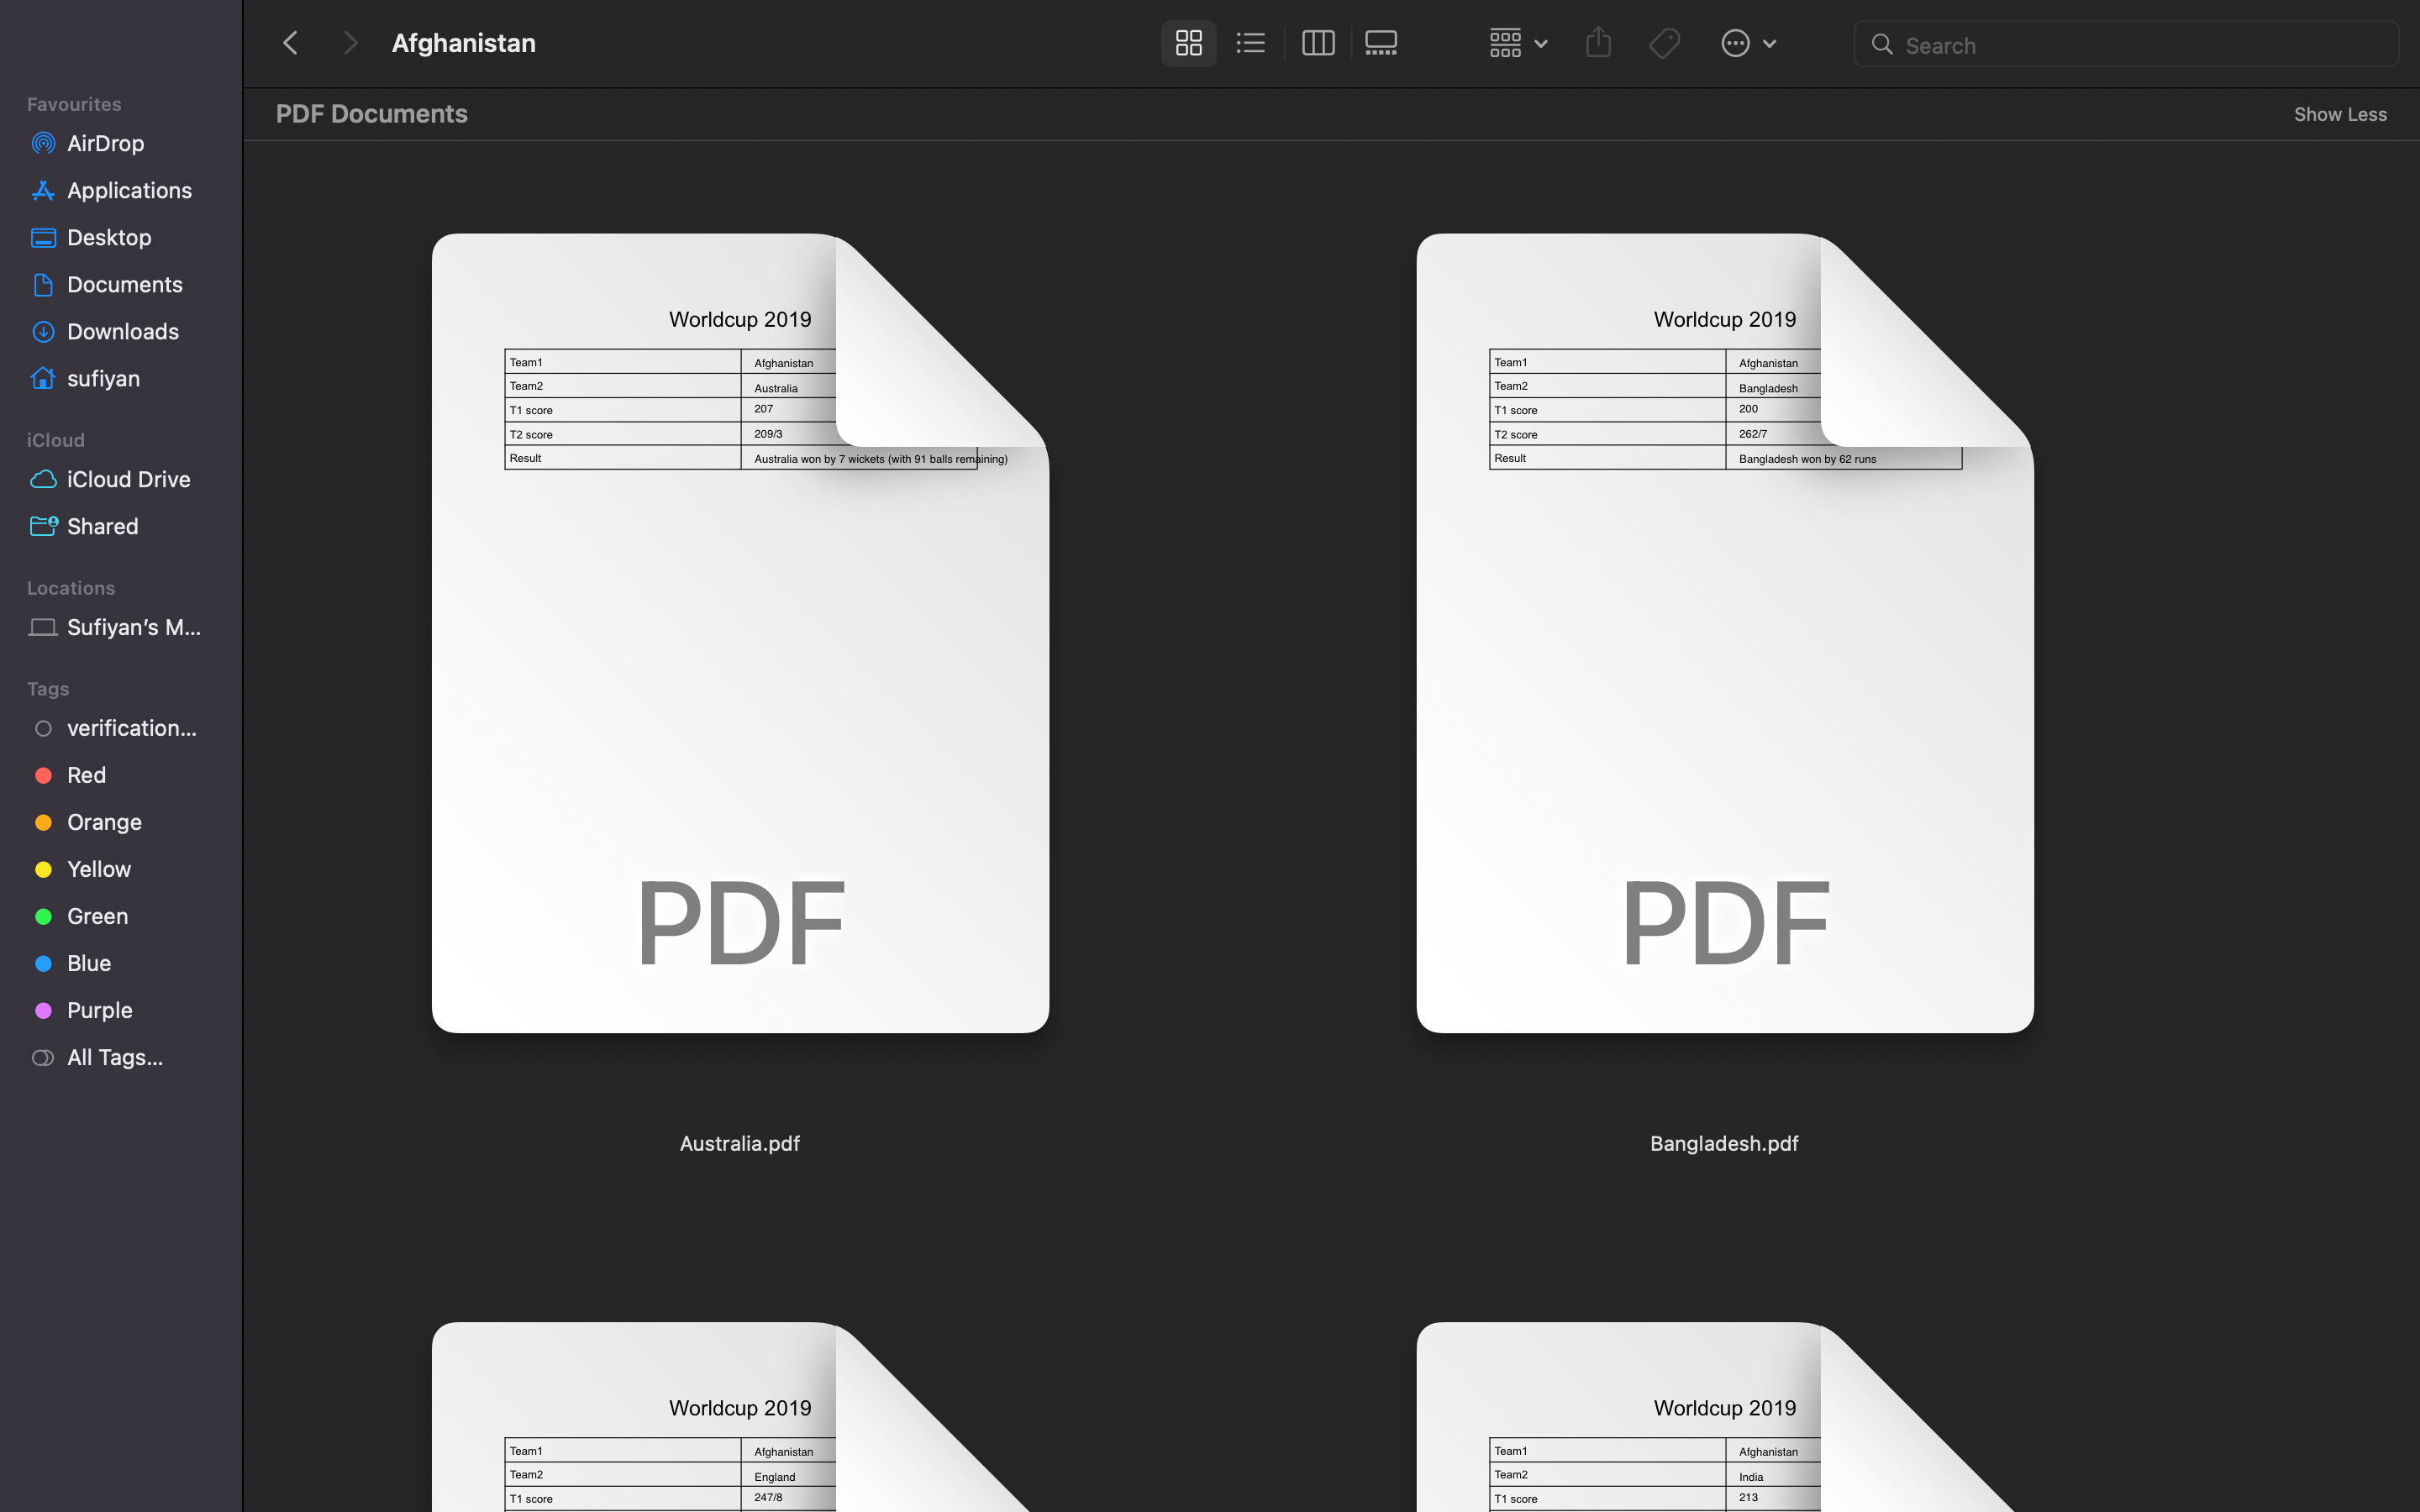 Afghanistan
Search
Favourites
AirDrop
Applications
Desktop
Documents
Downloads
sufiyan
iCloud
iCloud Drive
Shared
Locations
Sufiyan’s M...
Tags
verification...
Red
Orange
Yellow
Green
Blue
Purple
All Tags...
PDF Documents
Show Less
Worldcup 2019
Team1 Afghanistan
Team2 Australia
T1 score 207
T2 score 209/3
Result Australia won by 7 wickets (with 91 balls remaining)
PDF
Australia.pdf
Worldcup 2019
Team1 Afghanistan
Team2 Bangladesh
T1 score 200
T2 score 262/7
Result Bangladesh won by 62 runs
PDF
Bangladesh.pdf
Worldcup 2019
Team1 Afghanistan
Team2 England
T1 score 247/8
Worldcup 2019
Team1 Afghanistan
Team2 India
T1 score 213